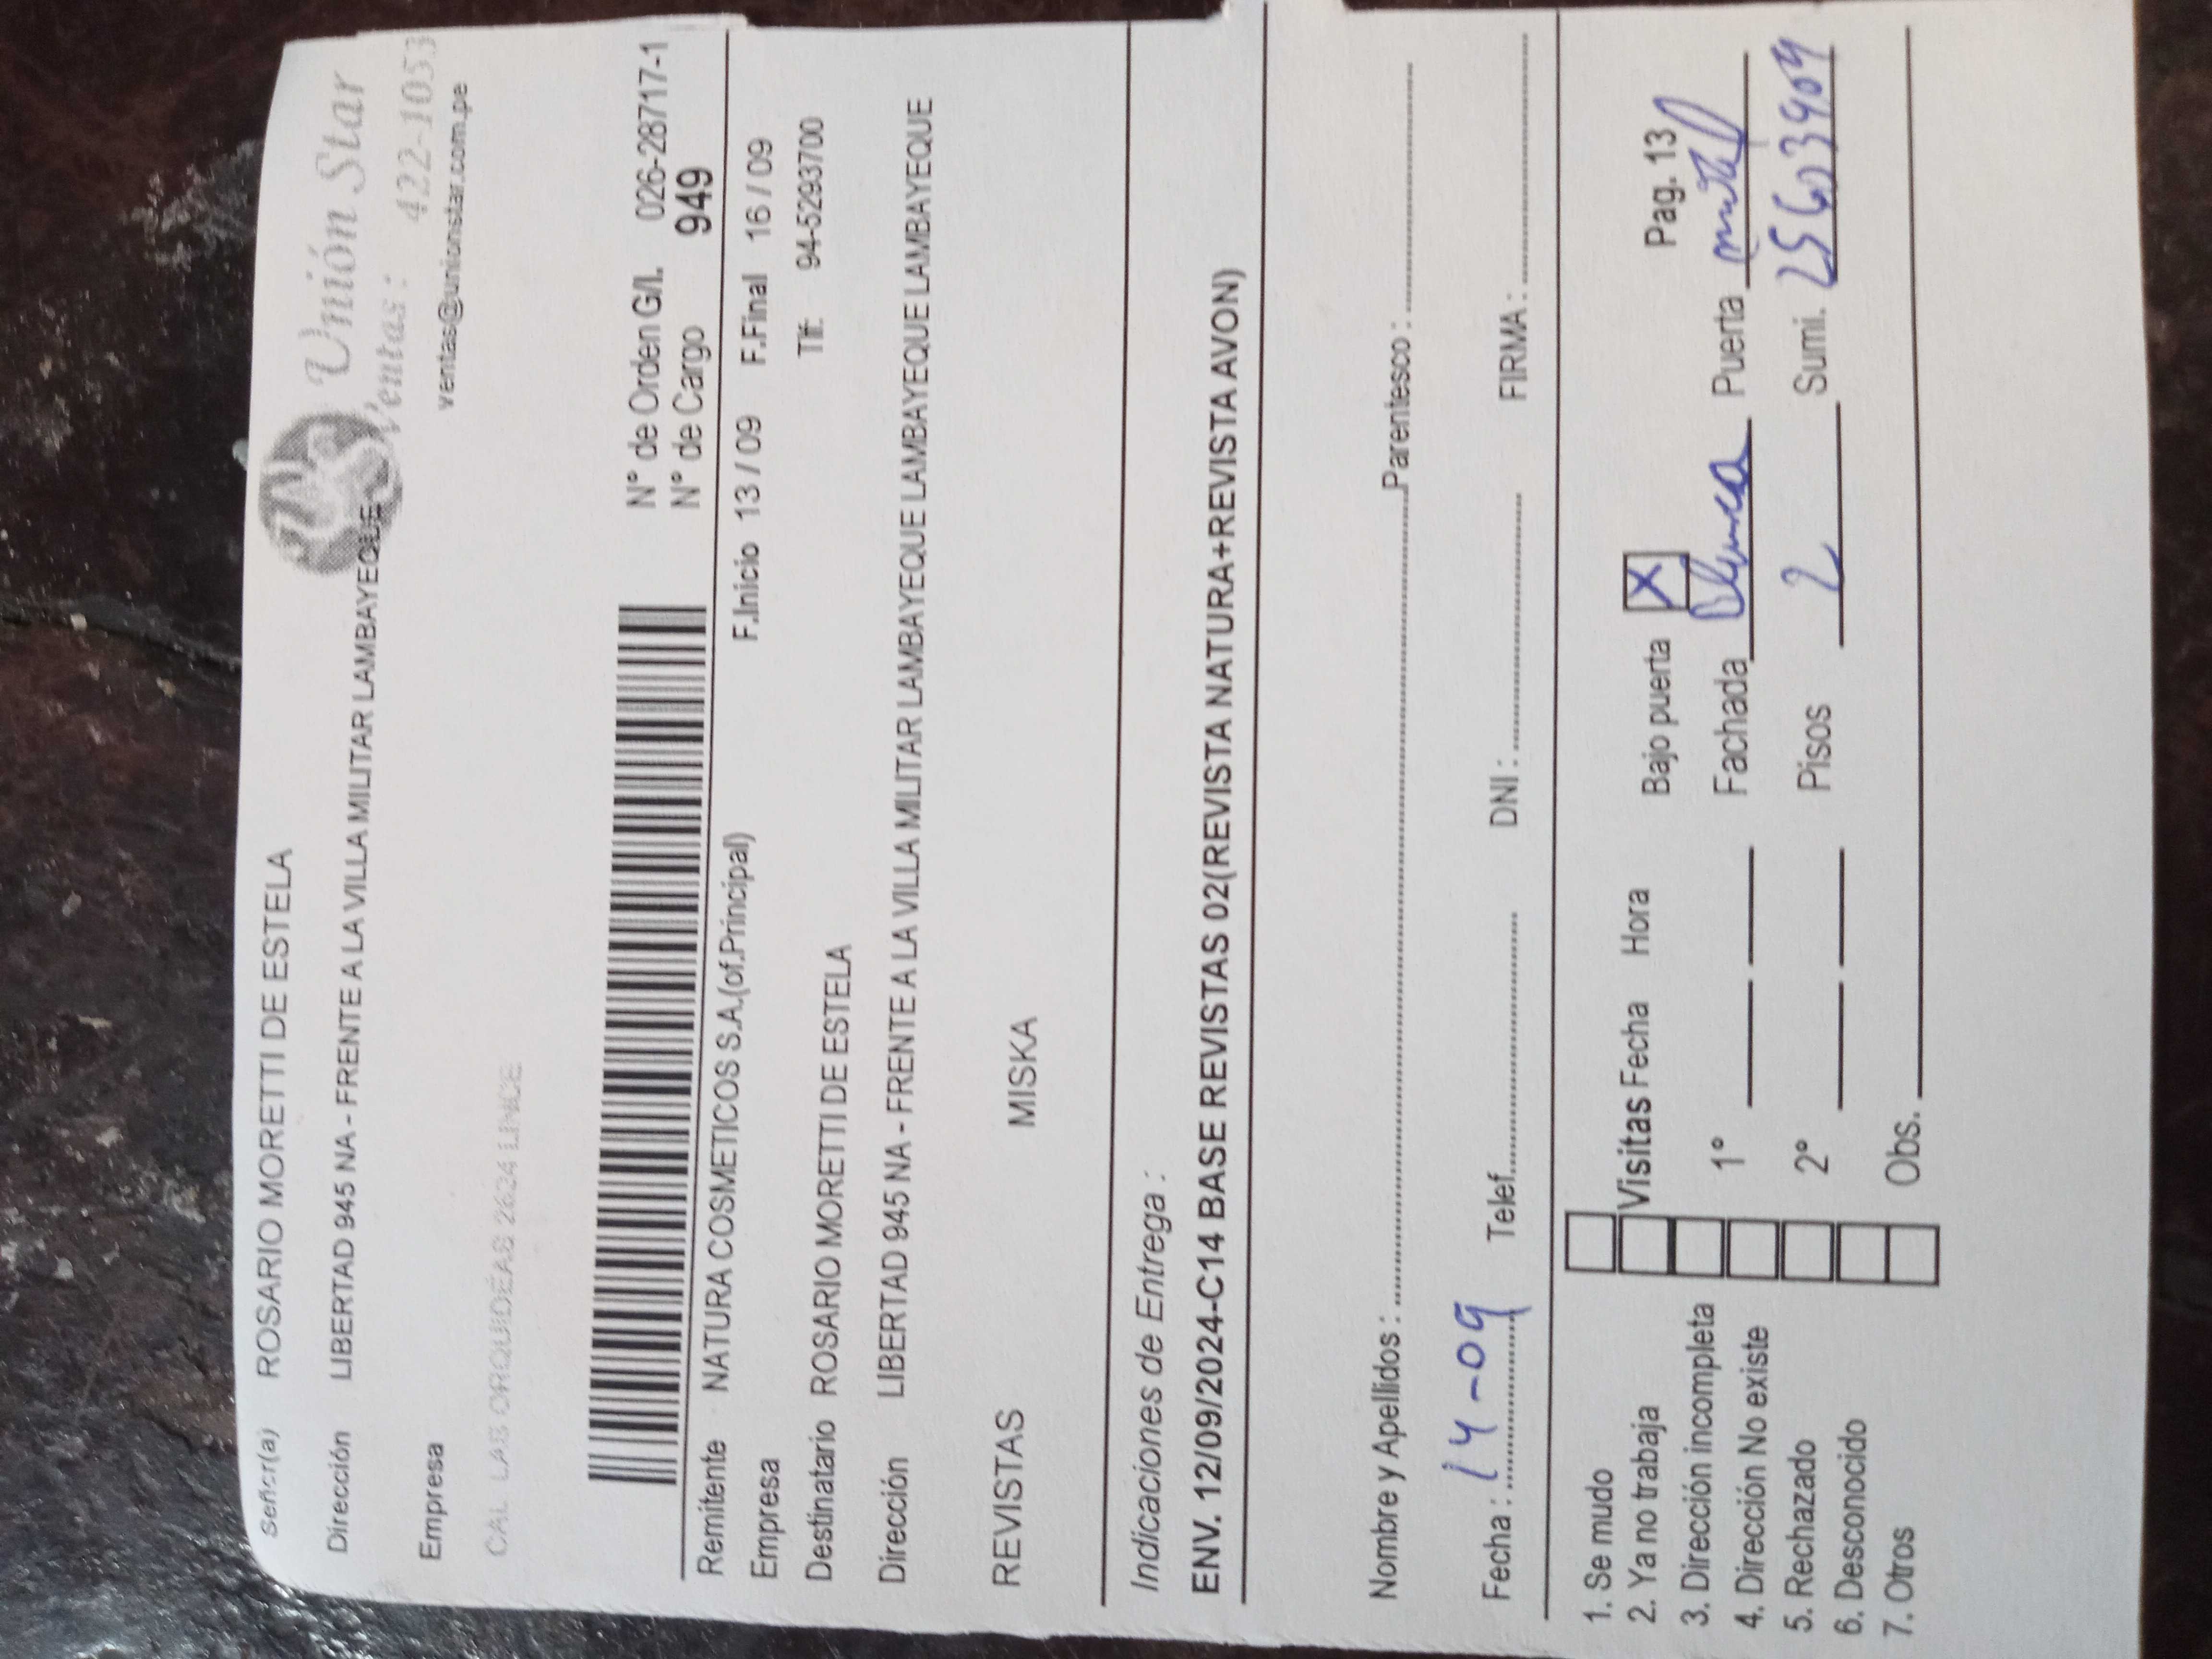 Señor(a) ROSARIO MORETTI DE ESTELA
Unión Star
Dirección LIBERTAD 945 NA - FRENTE A LA VILLA MILITAR LAMBAYEQUE
Ventas: 422-1053
Empresa
ventas@unionstar.com.pe
CAL LAS ORQUIDEAS 2624 LINCE
N° de Orden G/L 026-28717-1
N° de Cargo 949
Remitente NATURA COSMETICOS S.A.(of.Principal)
F.Inicio 13 / 09 F.Final 16 / 09
Empresa
Tlf: 94-5293700
Destinatario ROSARIO MORETTI DE ESTELA
Dirección LIBERTAD 945 NA - FRENTE A LA VILLA MILITAR LAMBAYEQUE LAMBAYEQUE LAMBAYEQUE
REVISTAS MISKA
Indicaciones de Entrega :
ENV. 12/09/2024-C14 BASE REVISTAS 02(REVISTA NATURA+REVISTA AVON)
Nombre y Apellidos : Parentesco :
Fecha : 14-09 Telef. DNI : FIRMA :
1. Se mudo
2. Ya no trabaja Visitas Fecha Hora Bajo puerta X Pag. 13
3. Dirección incompleta
4. Dirección No existe 1° Fachada Blanca Puerta metal
5. Rechazado 2° Pisos 2 Sumi.
6. Desconocido
7. Otros Obs.